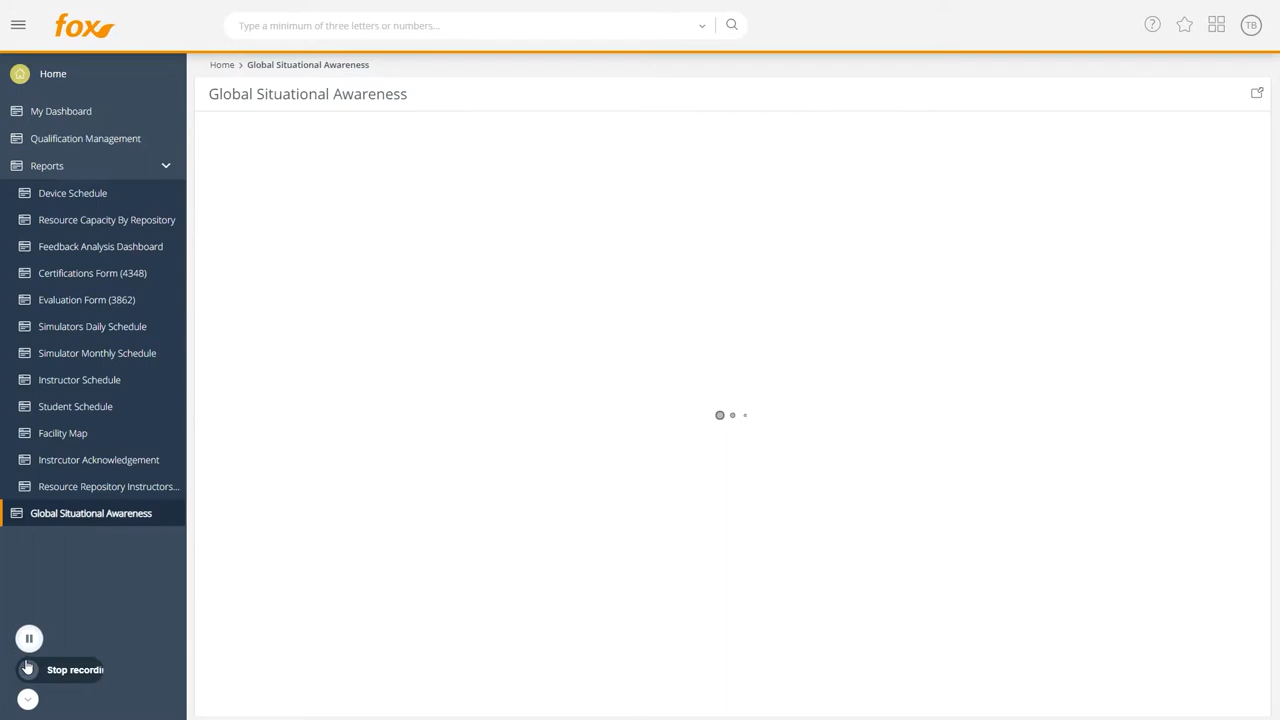 fox
Type a minimum of three letters or numbers...
TB
Home
Home > Global Situational Awareness
Global Situational Awareness
My Dashboard
Qualification Management
Reports
Device Schedule
Resource Capacity By Repository
Feedback Analysis Dashboard
Certifications Form (4348)
Evaluation Form (3862)
Simulators Daily Schedule
Simulator Monthly Schedule
Instructor Schedule
Student Schedule
Facility Map
Instrcutor Acknowledgement
Resource Repository Instructors...
Global Situational Awareness
Stop recordin